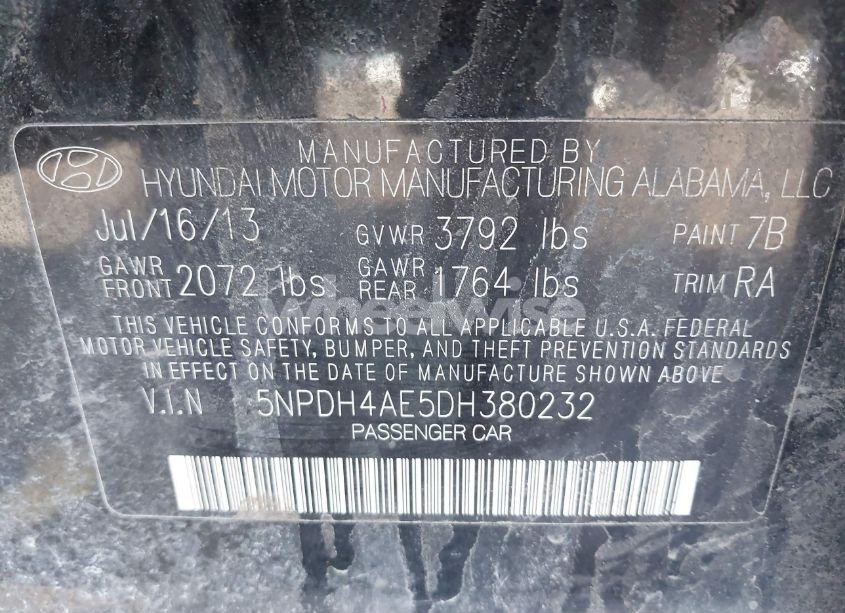 MANUFACTURED BY
HYUNDAI MOTOR MANUFACTURING ALABAMA, LLC
Jul/16/13 GVWR 3792 lbs PAINT 7B
GAWR FRONT 2072 lbs GAWR REAR 1764 lbs TRIM RA
wheelwise
THIS VEHICLE CONFORMS TO ALL APPLICABLE U.S.A. FEDERAL
MOTOR VEHICLE SAFETY, BUMPER, AND THEFT PREVENTION STANDARDS
IN EFFECT ON THE DATE OF MANUFACTURE SHOWN ABOVE
V.I.N 5NPDH4AE5DH380232
PASSENGER CAR